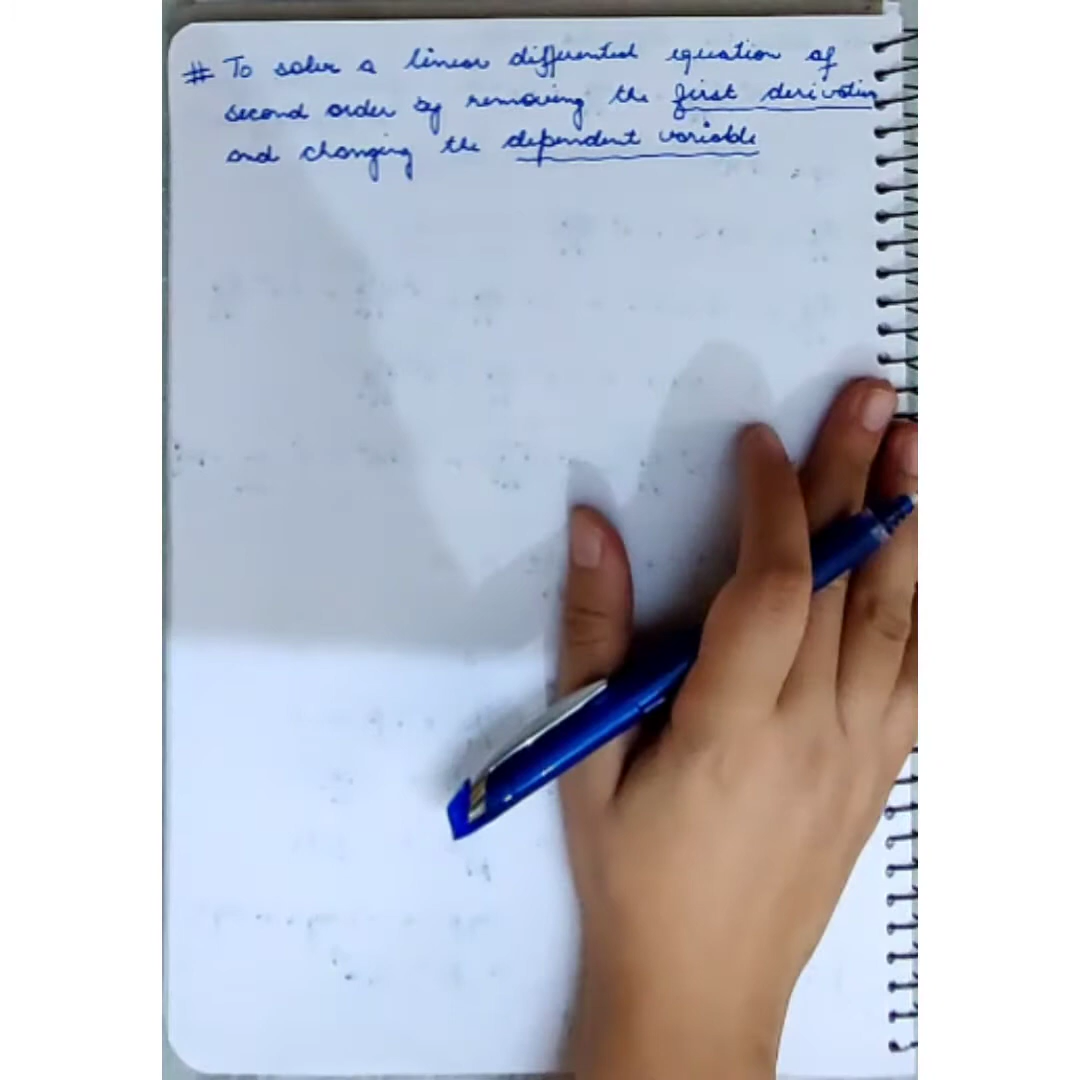 # To solve a linear differential equation of
second order by removing the first derivative
and changing the dependent variable